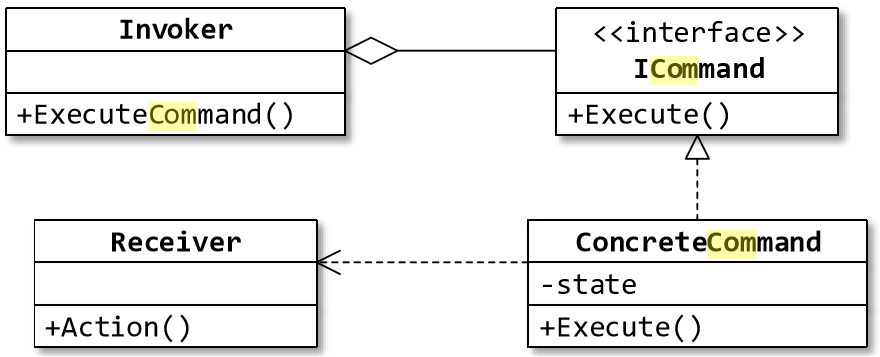 Invoker
+ExecuteCommand()
<<interface>>
ICommand
+Execute()
Receiver
+Action()
ConcreteCommand
-state
+Execute()